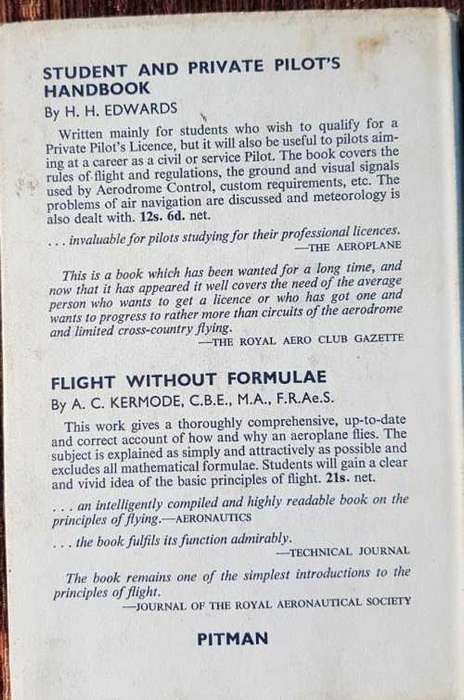 STUDENT AND PRIVATE PILOT'S
HANDBOOK
By H. H. EDWARDS
Written mainly for students who wish to qualify for a
Private Pilot's Licence, but it will also be useful to pilots aim-
ing at a career as a civil or service Pilot. The book covers the
rules of flight and regulations, the ground and visual signals
used by Aerodrome Control, custom requirements, etc. The
problems of air navigation are discussed and meteorology is
also dealt with. 12s. 6d. net.
. . . invaluable for pilots studying for their professional licences.
—THE AEROPLANE
This is a book which has been wanted for a long time, and
now that it has appeared it well covers the need of the average
person who wants to get a licence or who has got one and
wants to progress to rather more than circuits of the aerodrome
and limited cross-country flying.
—THE ROYAL AERO CLUB GAZETTE
FLIGHT WITHOUT FORMULAE
By A. C. KERMODE, C.B.E., M.A., F.R.Ae.S.
This work gives a thoroughly comprehensive, up-to-date
and correct account of how and why an aeroplane flies. The
subject is explained as simply and attractively as possible and
excludes all mathematical formulae. Students will gain a clear
and vivid idea of the basic principles of flight. 21s. net.
. . . an intelligently compiled and highly readable book on the
principles of flying.—AERONAUTICS
. . . the book fulfils its function admirably.
—TECHNICAL JOURNAL
The book remains one of the simplest introductions to the
principles of flight.
—JOURNAL OF THE ROYAL AERONAUTICAL SOCIETY
PITMAN